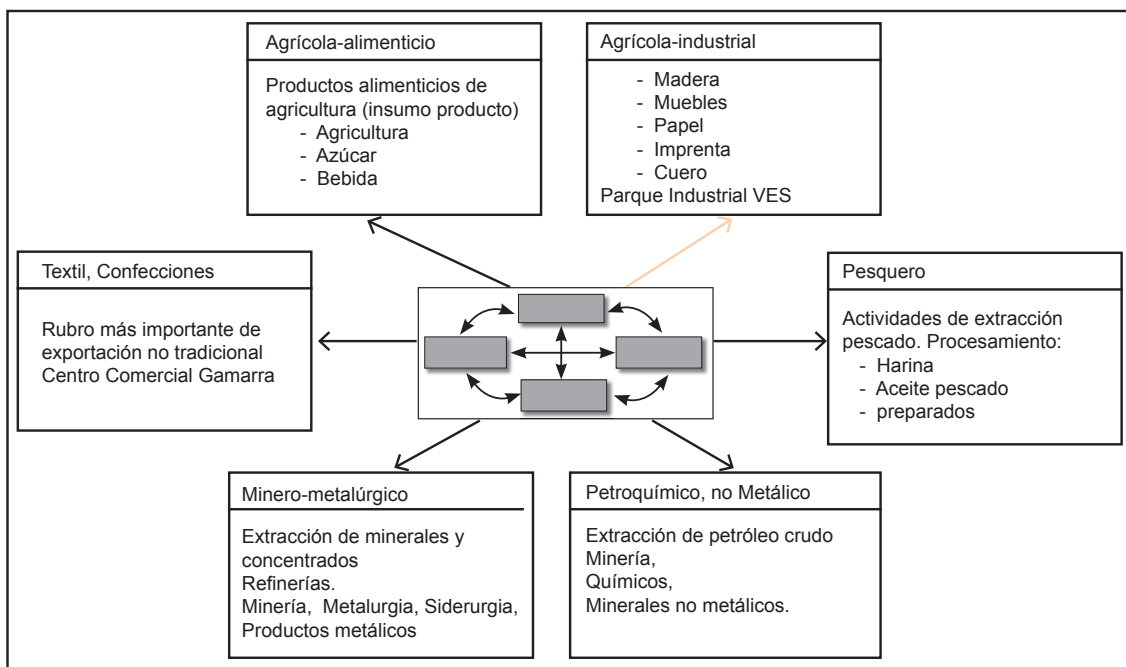 Agrícola-alimenticio
Productos alimenticios de
agricultura (insumo producto)
- Agricultura
- Azúcar
- Bebida
Agrícola-industrial
- Madera
- Muebles
- Papel
- Imprenta
- Cuero
Parque Industrial VES
Textil, Confecciones
Rubro más importante de
exportación no tradicional
Centro Comercial Gamarra
Pesquero
Actividades de extracción
pescado. Procesamiento:
- Harina
- Aceite pescado
- preparados
Minero-metalúrgico
Extracción de minerales y
concentrados
Refinerías.
Minería, Metalurgia, Siderurgia,
Productos metálicos
Petroquímico, no Metálico
Extracción de petróleo crudo
Minería,
Químicos,
Minerales no metálicos.